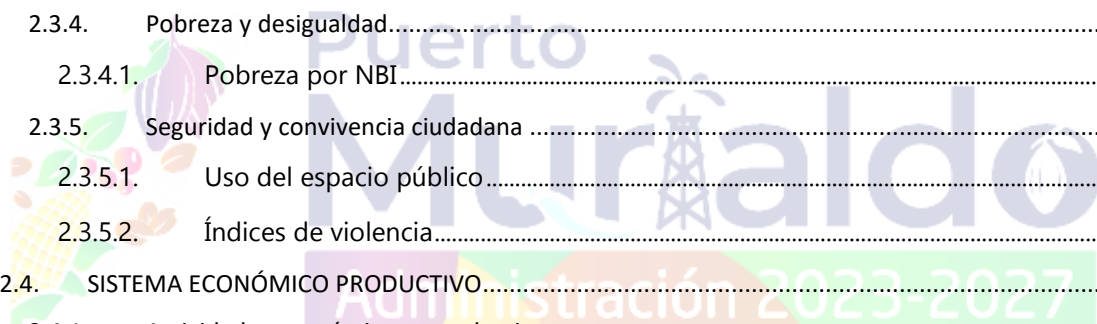 2.3.4. Pobreza y desigualdad
2.3.4.1. Pobreza por NBI
2.3.5. Seguridad y convivencia ciudadana
2.3.5.1. Uso del espacio público
2.3.5.2. Índices de violencia
2.4. SISTEMA ECONÓMICO PRODUCTIVO
Puerto
Murialdo
Administración 2023-2027